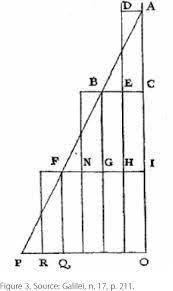 D A
B E C
F N G H I
P R Q O
Figure 3. Source: Galilei, n. 17, p. 211.